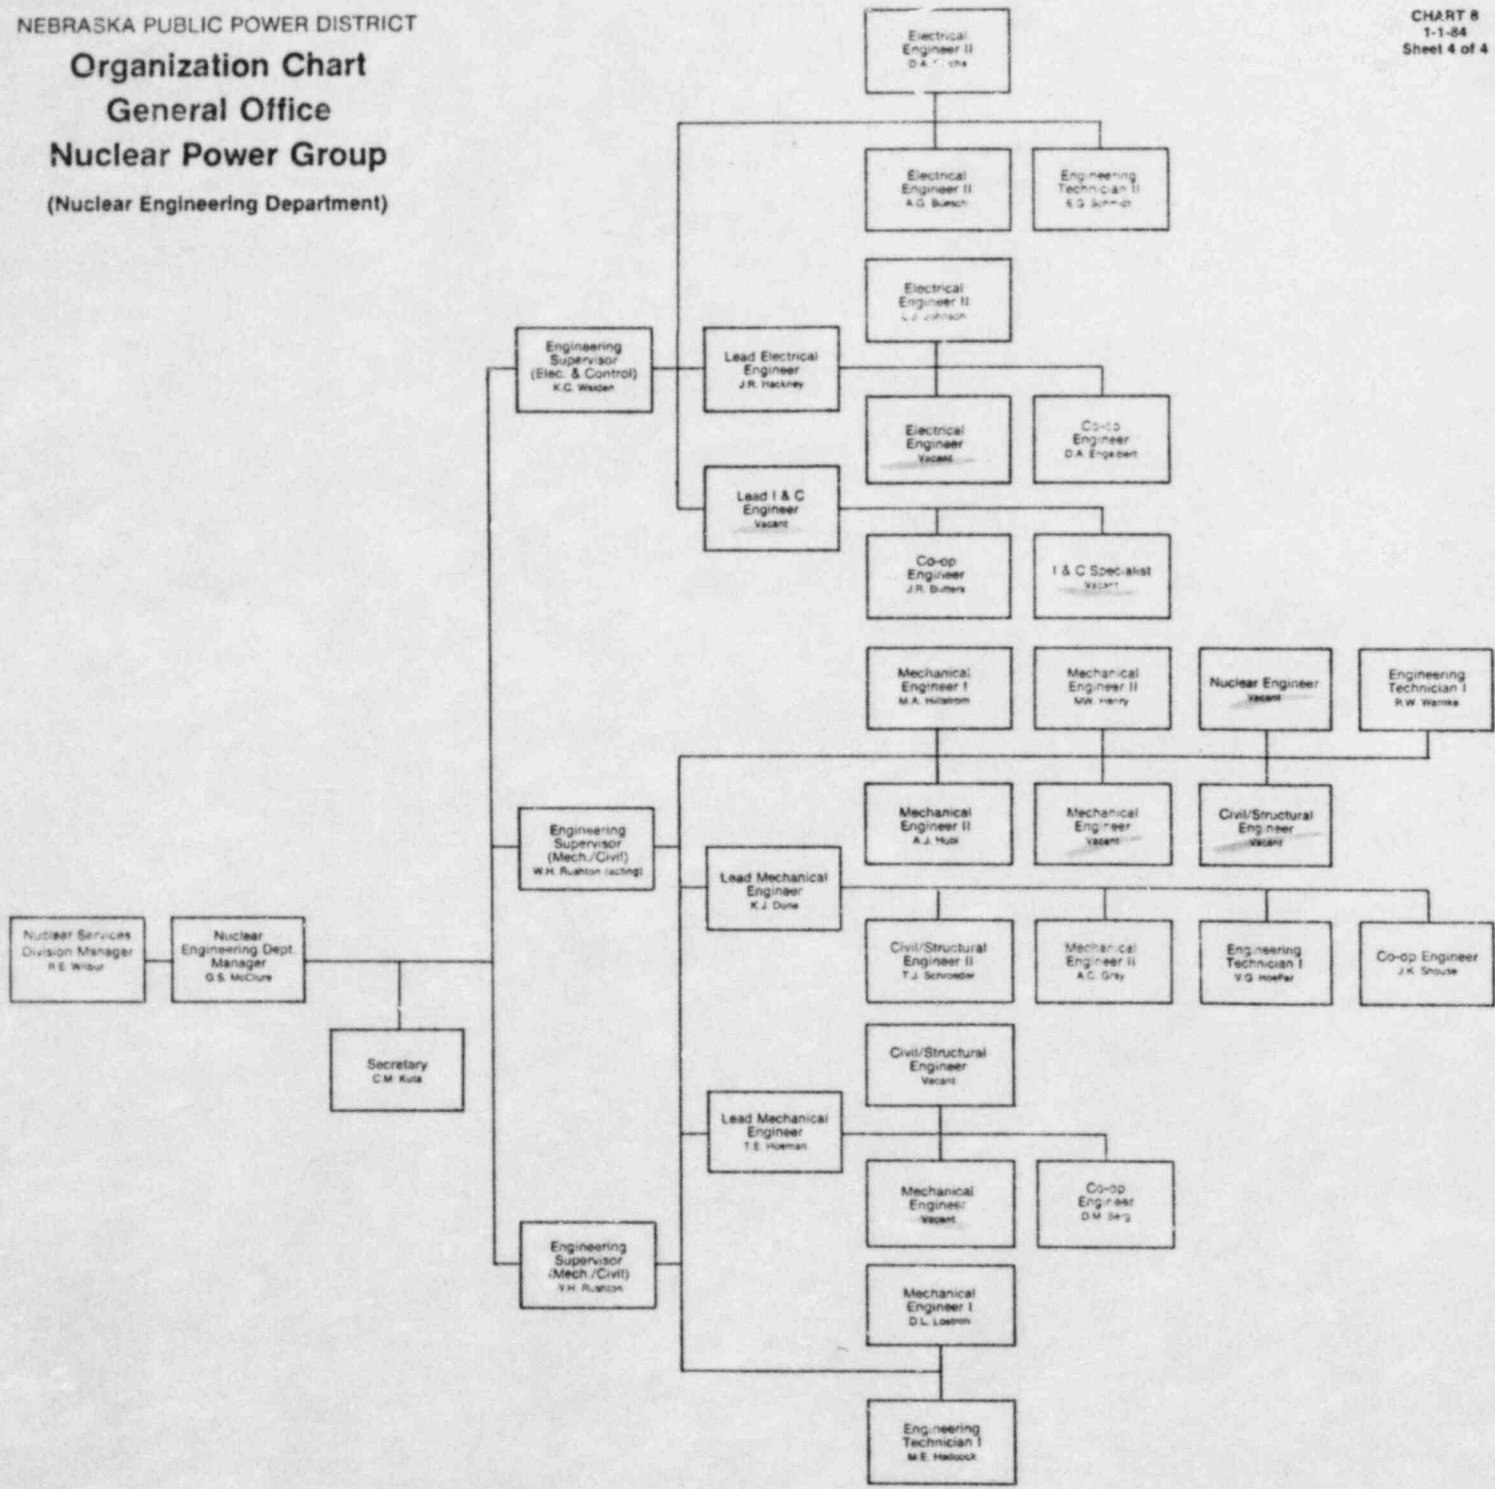 NEBRASKA PUBLIC POWER DISTRICT
Organization Chart
General Office
Nuclear Power Group
(Nuclear Engineering Department)
CHART 8
1-1-84
Sheet 4 of 4
Electrical
Engineer II
D.A.
Electrical
Engineer II
A.G. Buesch
Engineering
Technician II
E.G. Schmidt
Electrical
Engineer II
L.J. Johnson
Engineering
Supervisor
(Elec. & Control)
K.C. Walden
Lead Electrical
Engineer
J.R. Hackney
Electrical
Engineer
Vacant
Co-op
Engineer
D.A. Engelbert
Lead I & C
Engineer
Vacant
Co-op
Engineer
J.R. Butters
I & C Specialist
Vacant
Mechanical
Engineer I
M.A. Hillstrom
Mechanical
Engineer II
M.W. Henry
Nuclear Engineer
Vacant
Engineering
Technician I
R.W. Warnke
Mechanical
Engineer II
A.J.
Mechanical
Engineer
Vacant
Civil/Structural
Engineer
Vacant
Engineering
Supervisor
(Mech./Civil)
W.H. Rushton (acting)
Lead Mechanical
Engineer
K.J. Done
Civil/Structural
Engineer II
T.J. Schroeder
Mechanical
Engineer II
A.C. Gray
Engineering
Technician I
V.G. Hoefler
Co-op Engineer
J.K. Shouse
Nuclear Services
Division Manager
R.E. Wilbur
Nuclear
Engineering Dept.
Manager
G.S. McClure
Secretary
C.M. Kuta
Civil/Structural
Engineer
Vacant
Lead Mechanical
Engineer
T.E. Hoeman
Mechanical
Engineer
Vacant
Co-op
Engineer
D.M. Berg
Engineering
Supervisor
(Mech./Civil)
V.H. Rushton
Mechanical
Engineer I
D.L. Lostroh
Engineering
Technician I
M.E. Hadcock